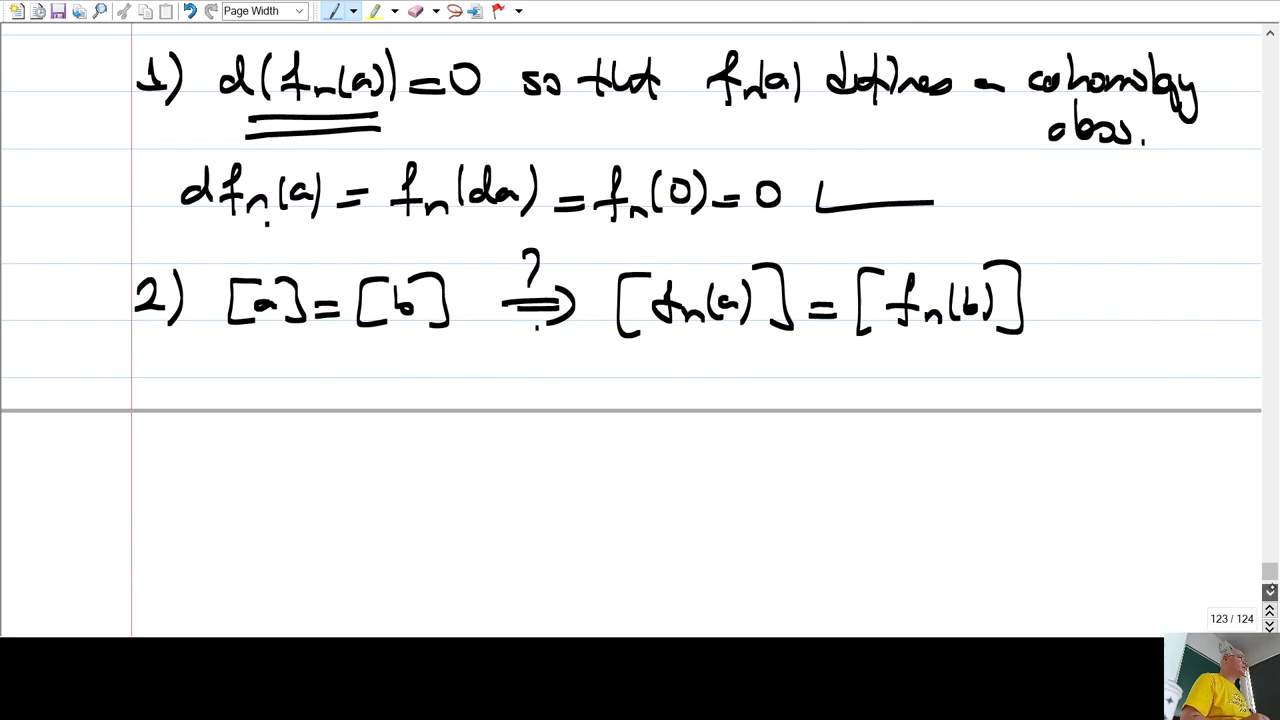 Page Width
1) d(fₙ(a)) = 0 so that fₙ(a) defines a cohomology
class.
dfₙ(a) = fₙ(da) = fₙ(0) = 0
2) [a] = [b] ?⟹ [fₙ(a)] = [fₙ(b)]
123 / 124